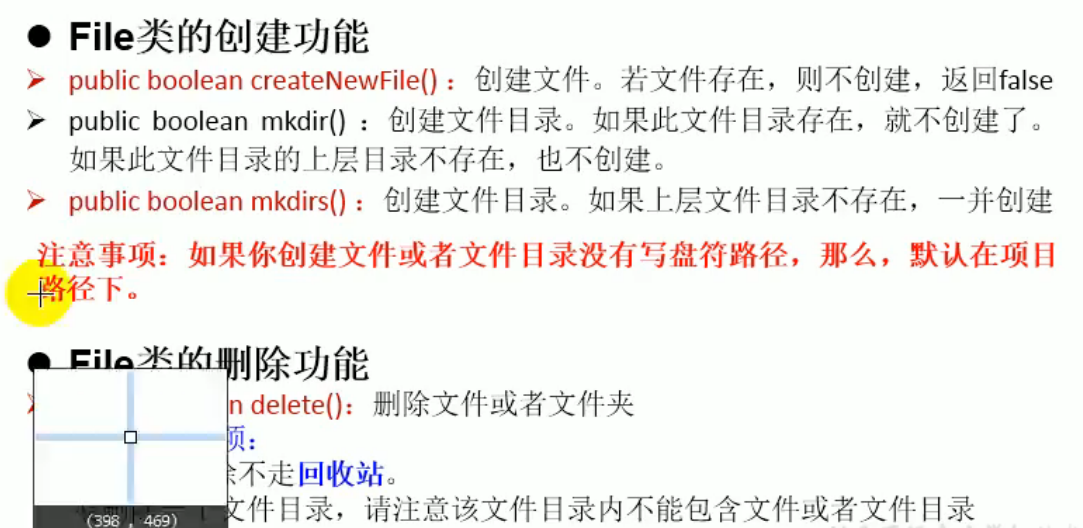 ● File类的创建功能
➢ public boolean createNewFile() ：创建文件。若文件存在，则不创建，返回false
➢ public boolean mkdir() ：创建文件目录。如果此文件目录存在，就不创建了。
如果此文件目录的上层目录不存在，也不创建。
➢ public boolean mkdirs() ：创建文件目录。如果上层文件目录不存在，一并创建
注意事项：如果你创建文件或者文件目录没有写盘符路径，那么，默认在项目
路径下。
● File类的删除功能
n delete()：删除文件或者文件夹
项：
除不走回收站。
文件目录，请注意该文件目录内不能包含文件或者文件目录
(398 , 469)